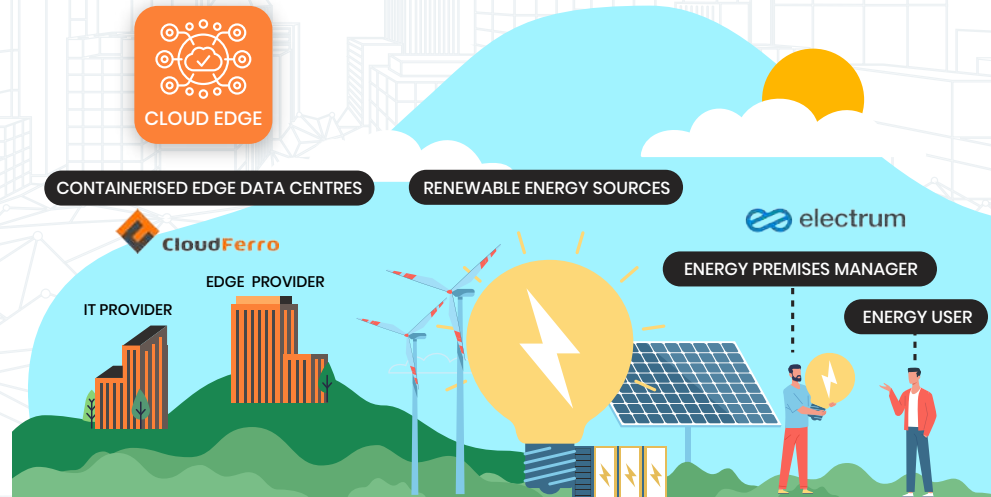 CLOUD EDGE
CONTAINERISED EDGE DATA CENTRES
RENEWABLE ENERGY SOURCES
CloudFerro
electrum
ENERGY PREMISES MANAGER
EDGE PROVIDER
IT PROVIDER
ENERGY USER